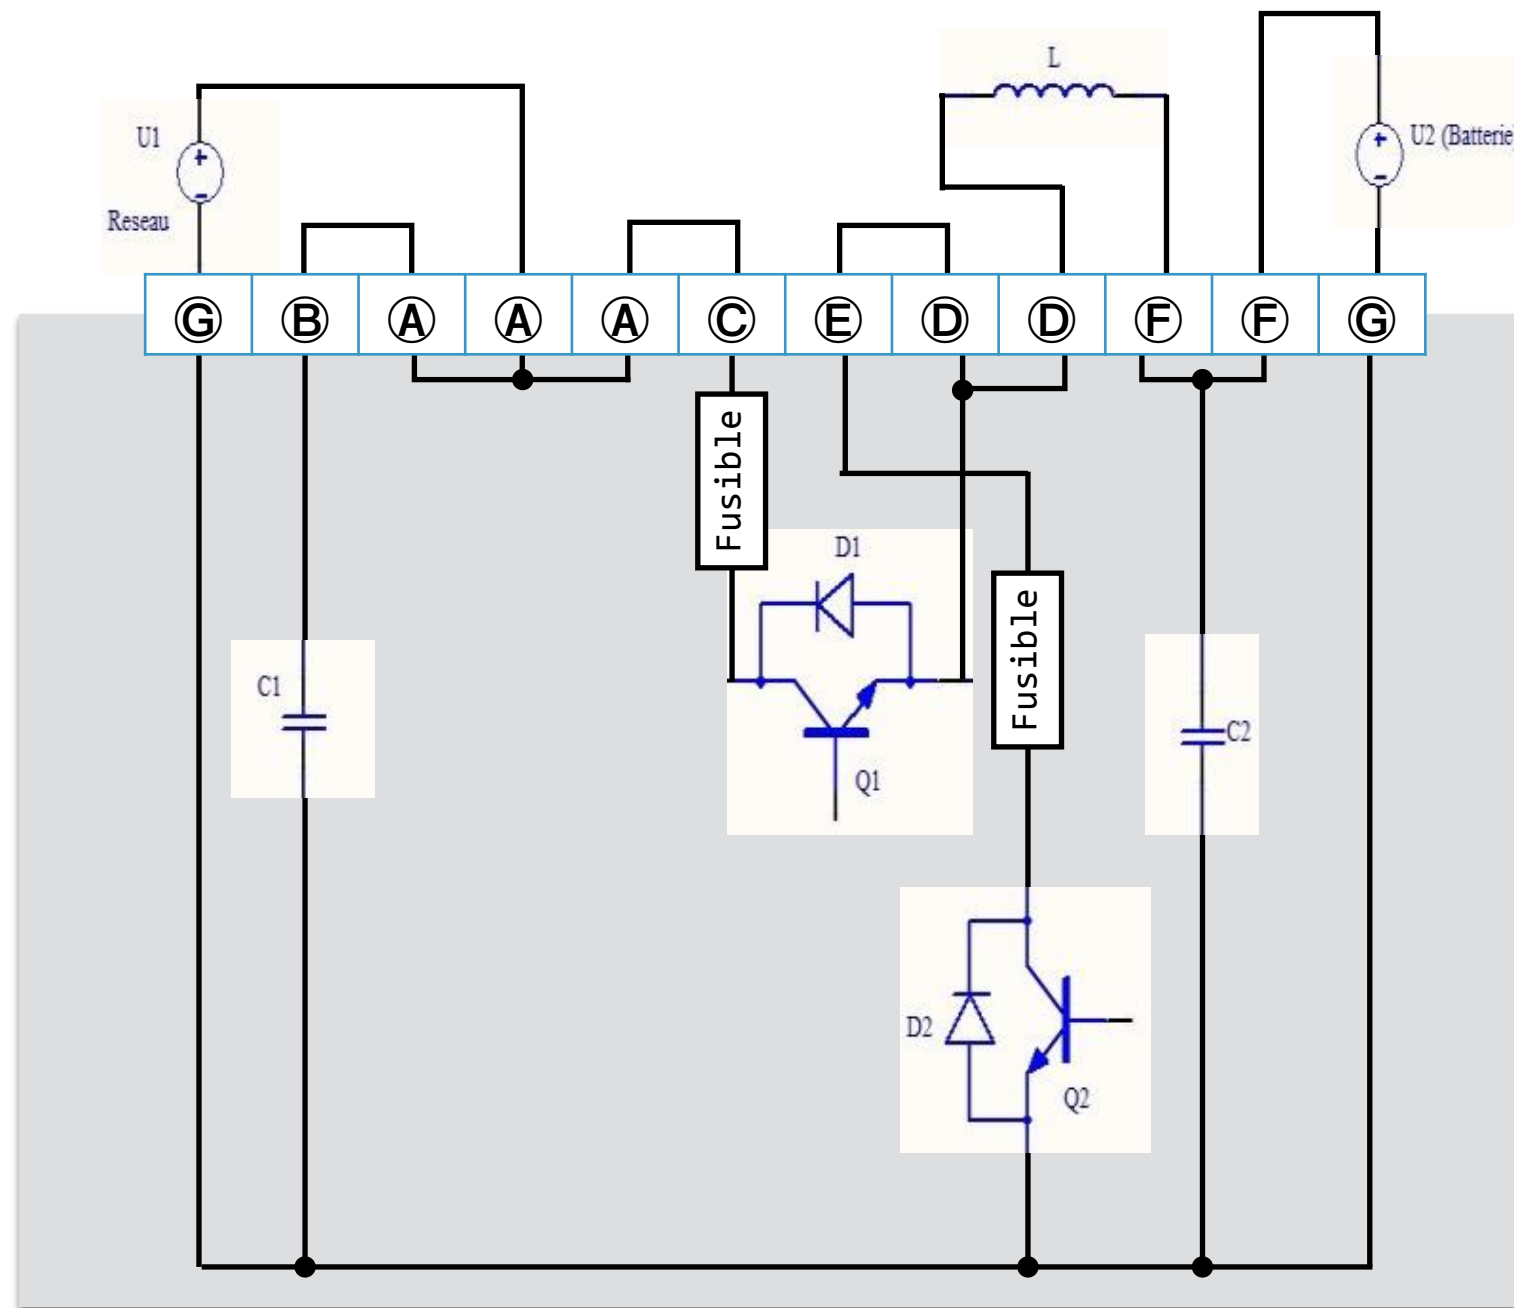 L
U1
+
-
Reseau
+
-
U2 (Batterie)
G B A A A C E D D F F G
Fusible
D1
Q1
Fusible
C1
C2
D2
Q2